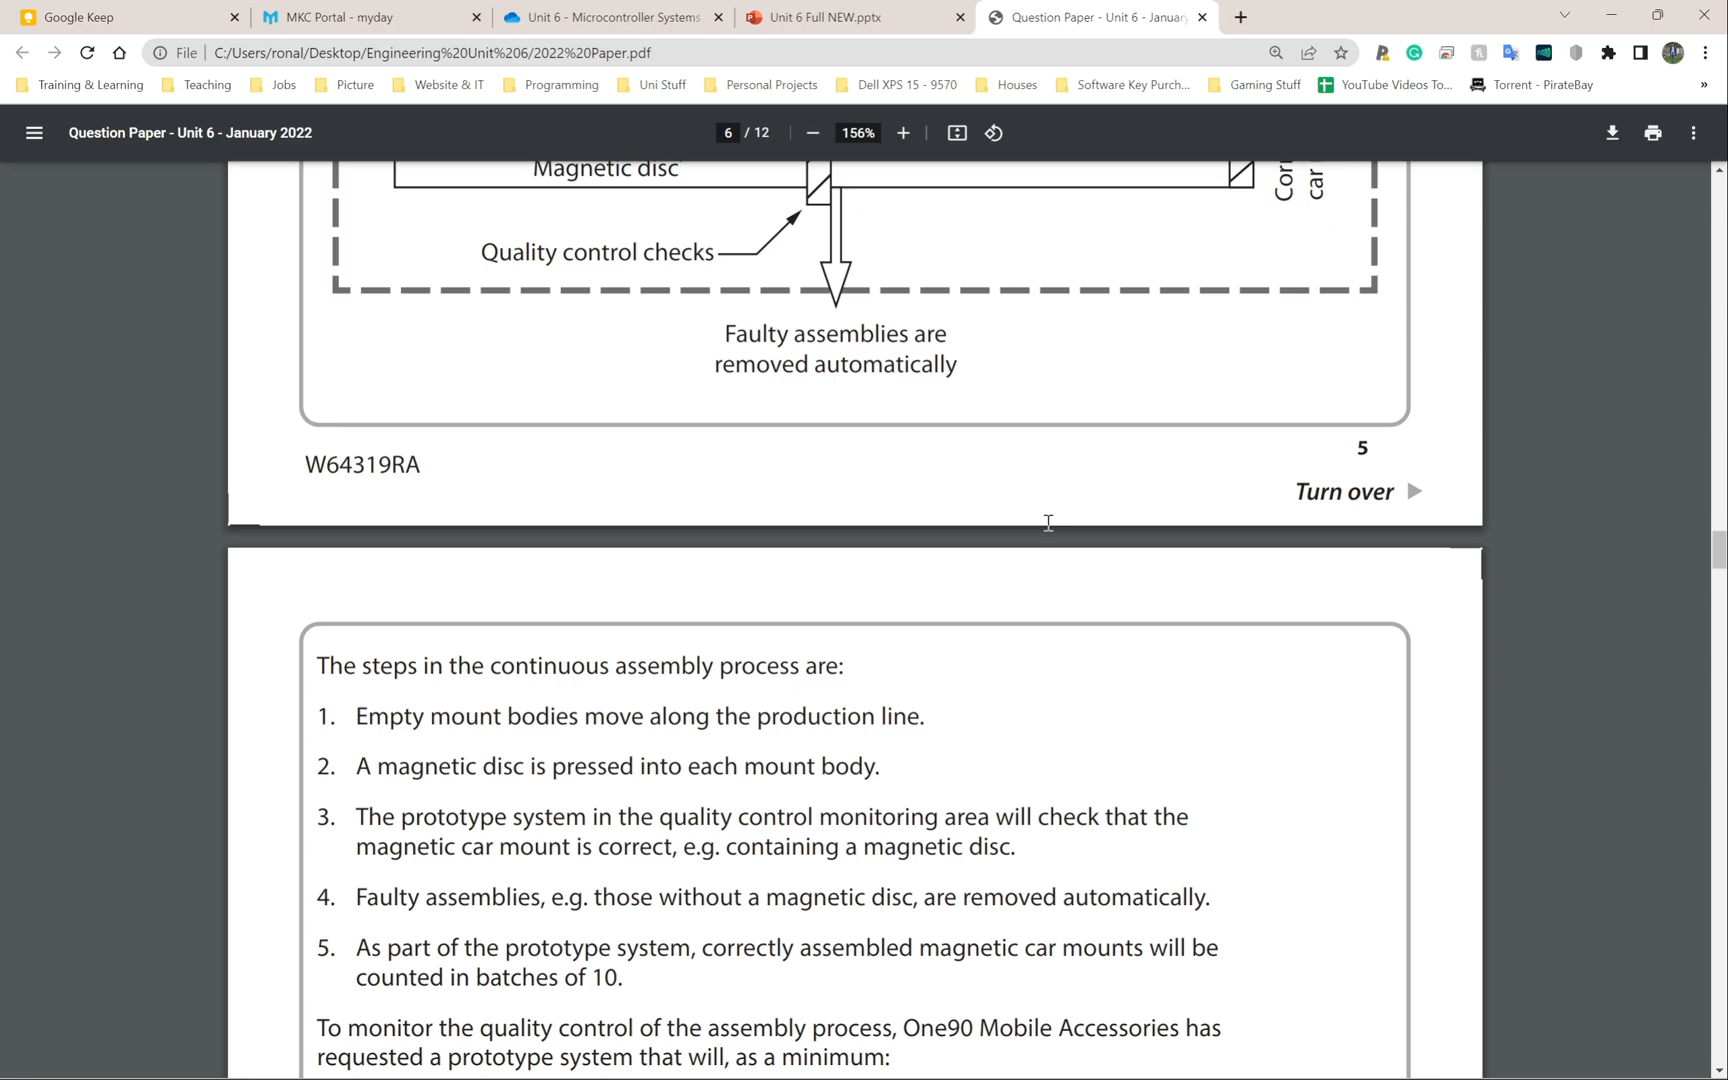 Google Keep
MKC Portal - myday
Unit 6 - Microcontroller Systems
Unit 6 Full NEW.pptx
Question Paper - Unit 6 - January
File
C:/Users/ronal/Desktop/Engineering%20Unit%206/2022%20Paper.pdf
Training & Learning
Teaching
Jobs
Picture
Website & IT
Programming
Uni Stuff
Personal Projects
Dell XPS 15 - 9570
Houses
Software Key Purch...
Gaming Stuff
YouTube Videos To...
Torrent - PirateBay
»
Question Paper - Unit 6 - January 2022
6 / 12
156%
Magnetic disc
car
Quality control checks
Faulty assemblies are
removed automatically
5
W64319RA
Turn over
The steps in the continuous assembly process are:
1. Empty mount bodies move along the production line.
2. A magnetic disc is pressed into each mount body.
3. The prototype system in the quality control monitoring area will check that the
magnetic car mount is correct, e.g. containing a magnetic disc.
4. Faulty assemblies, e.g. those without a magnetic disc, are removed automatically.
5. As part of the prototype system, correctly assembled magnetic car mounts will be
counted in batches of 10.
To monitor the quality control of the assembly process, One90 Mobile Accessories has
requested a prototype system that will, as a minimum: